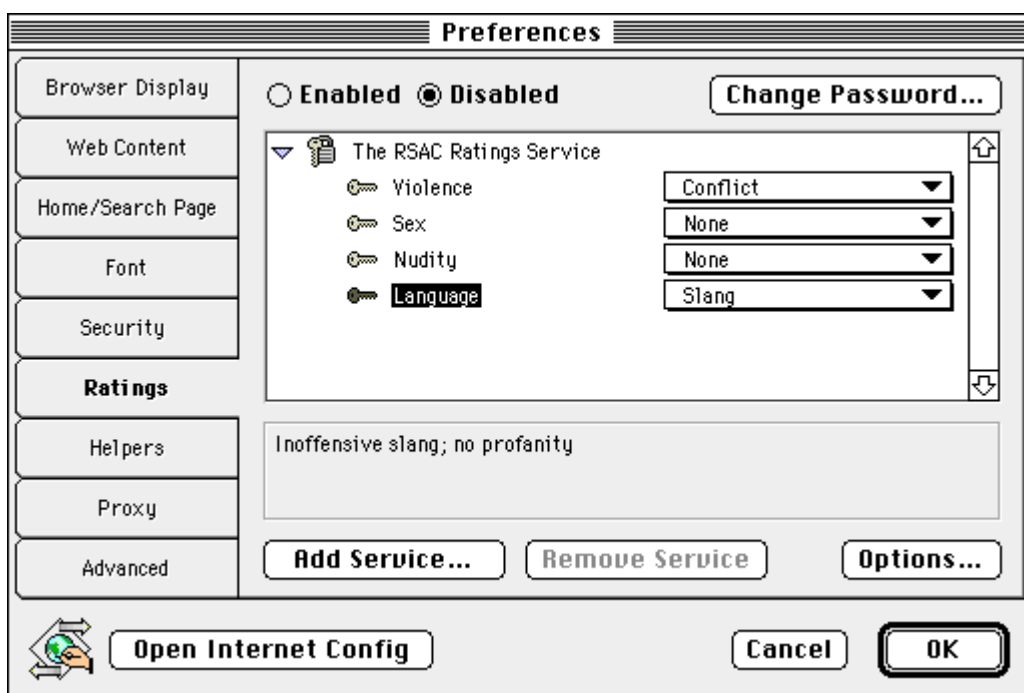 Preferences
Browser Display
Web Content
Home/Search Page
Font
Security
Ratings
Helpers
Proxy
Advanced
Enabled Disabled Change Password...
The RSAC Ratings Service
Violence Conflict
Sex None
Nudity None
Language Slang
Inoffensive slang; no profanity
Add Service... Remove Service Options...
Open Internet Config Cancel OK